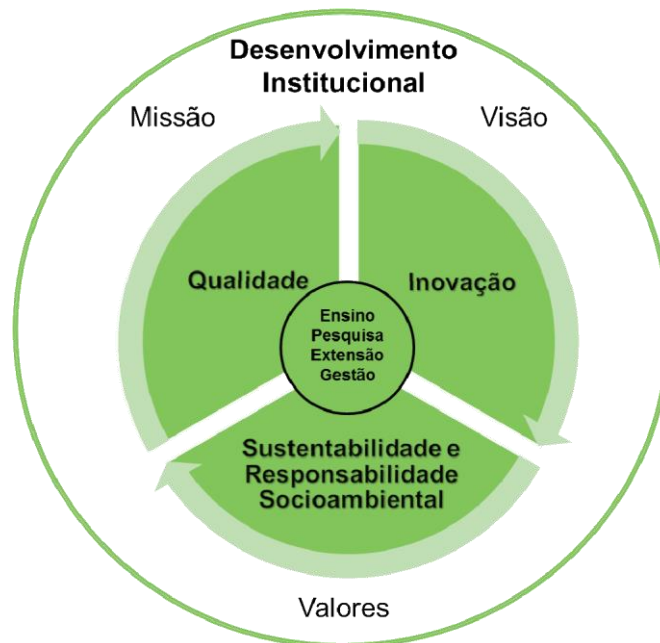 Desenvolvimento
Institucional
Missão
Visão
Qualidade
Inovação
Ensino
Pesquisa
Extensão
Gestão
Sustentabilidade e
Responsabilidade
Socioambiental
Valores